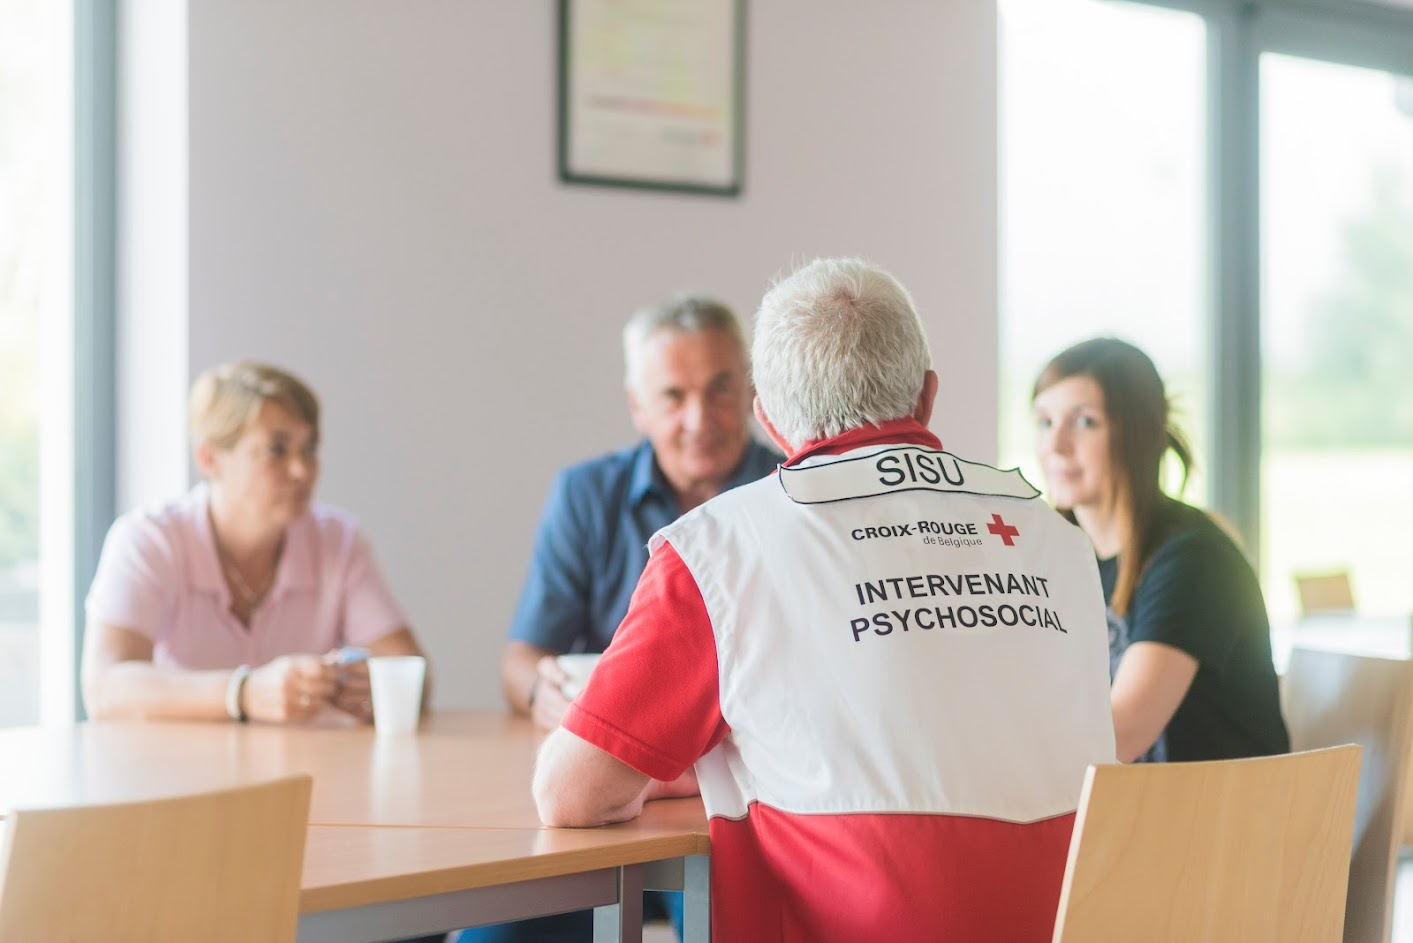 SISU
CROIX-ROUGE
de Belgique
INTERVENANT
PSYCHOSOCIAL